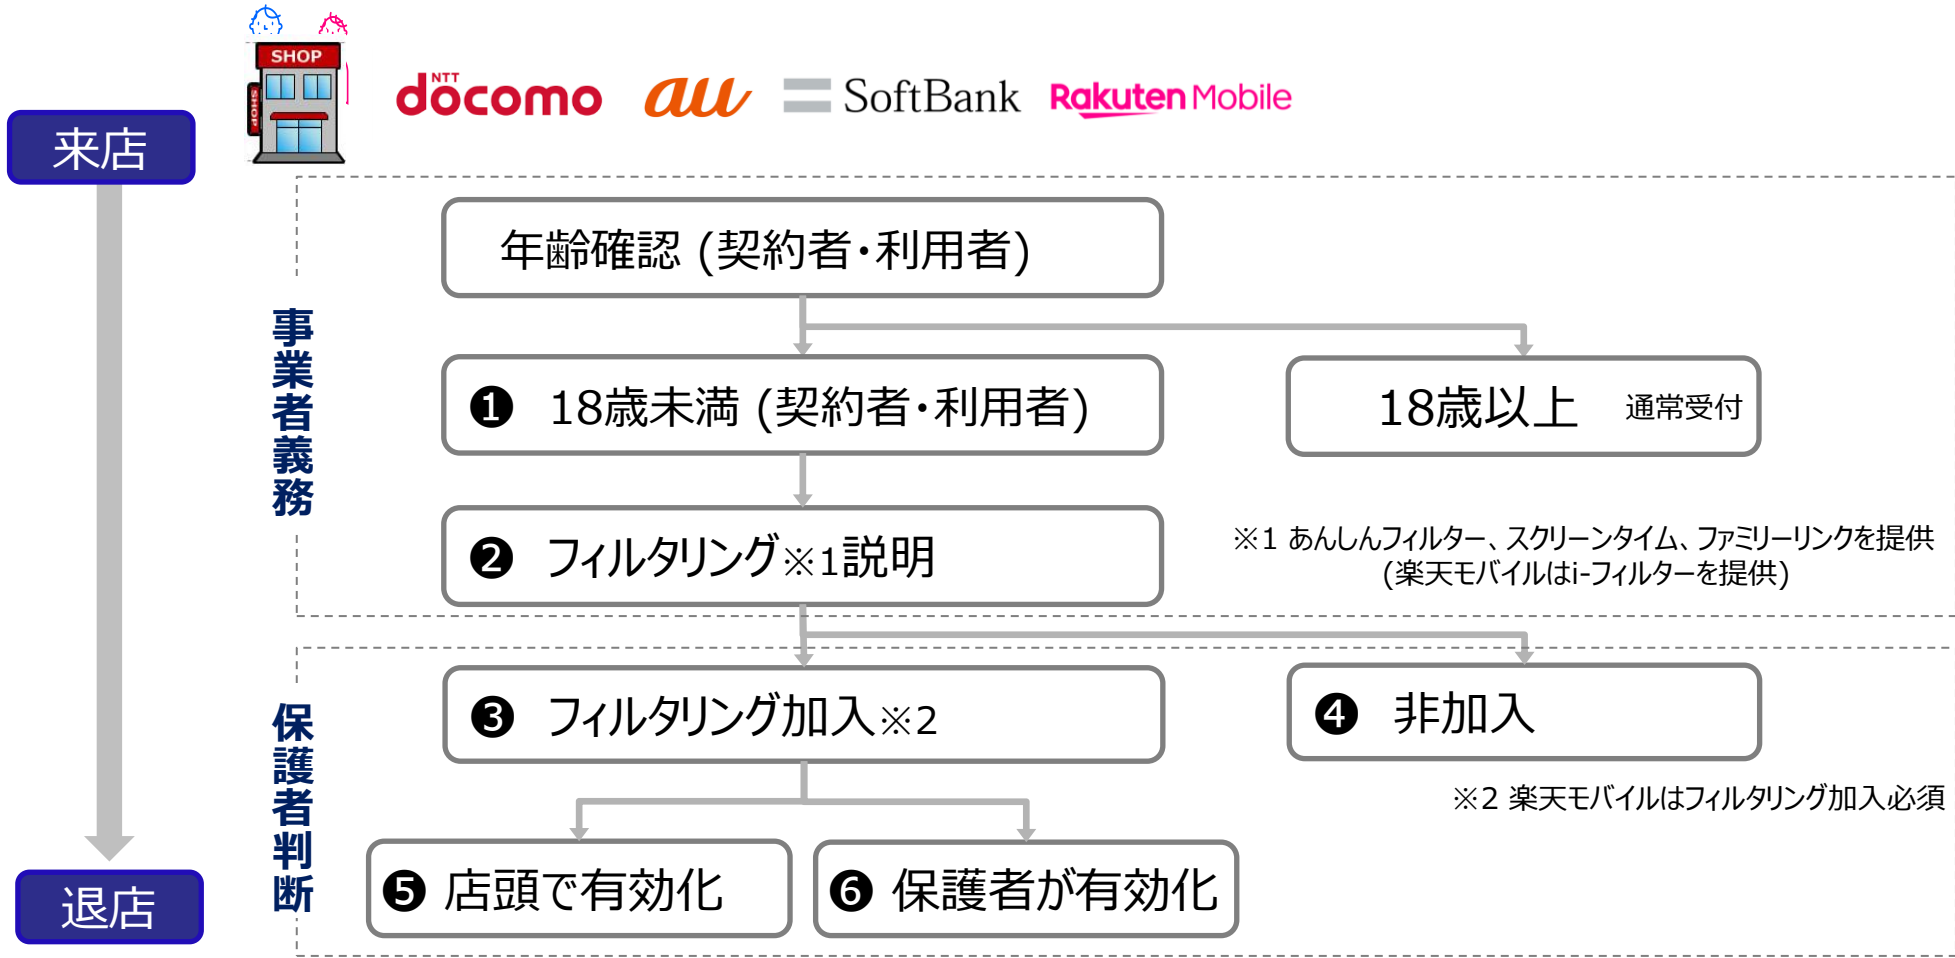 SHOP
SHOP
NTT
döcomo
au
SoftBank
Rakuten Mobile
来店
年齢確認 (契約者・利用者)
事業者義務
❶ 18歳未満 (契約者・利用者)
18歳以上 通常受付
❷ フィルタリング※1説明
※1 あんしんフィルター、スクリーンタイム、ファミリーリンクを提供
(楽天モバイルはi-フィルターを提供)
保護者判断
❸ フィルタリング加入※2
❹ 非加入
※2 楽天モバイルはフィルタリング加入必須
❺ 店頭で有効化
❻ 保護者が有効化
退店